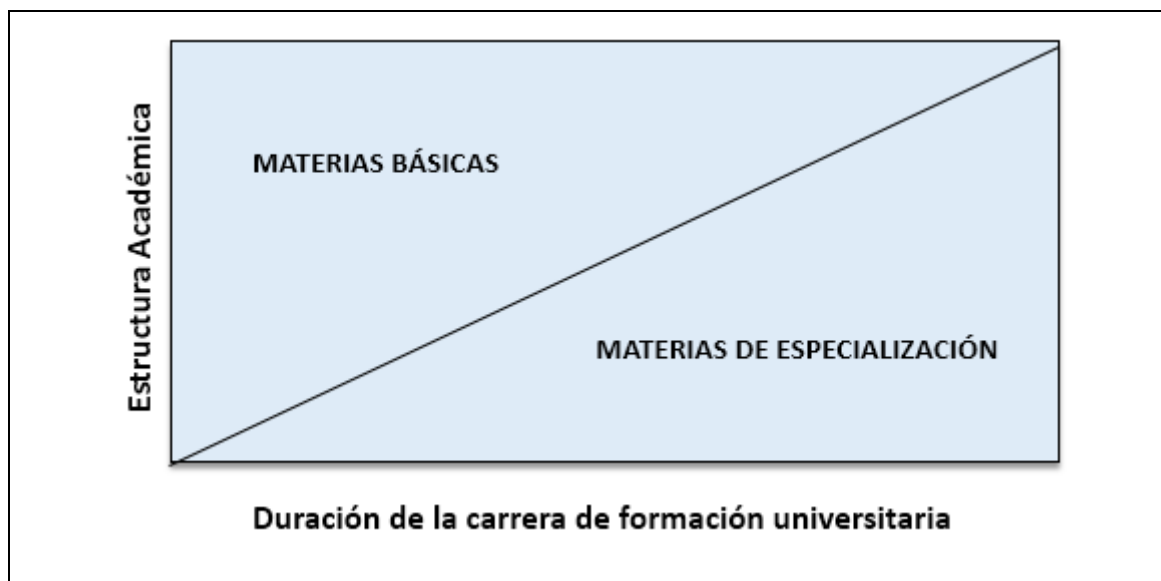 Estructura Académica
MATERIAS BÁSICAS
MATERIAS DE ESPECIALIZACIÓN
Duración de la carrera de formación universitaria